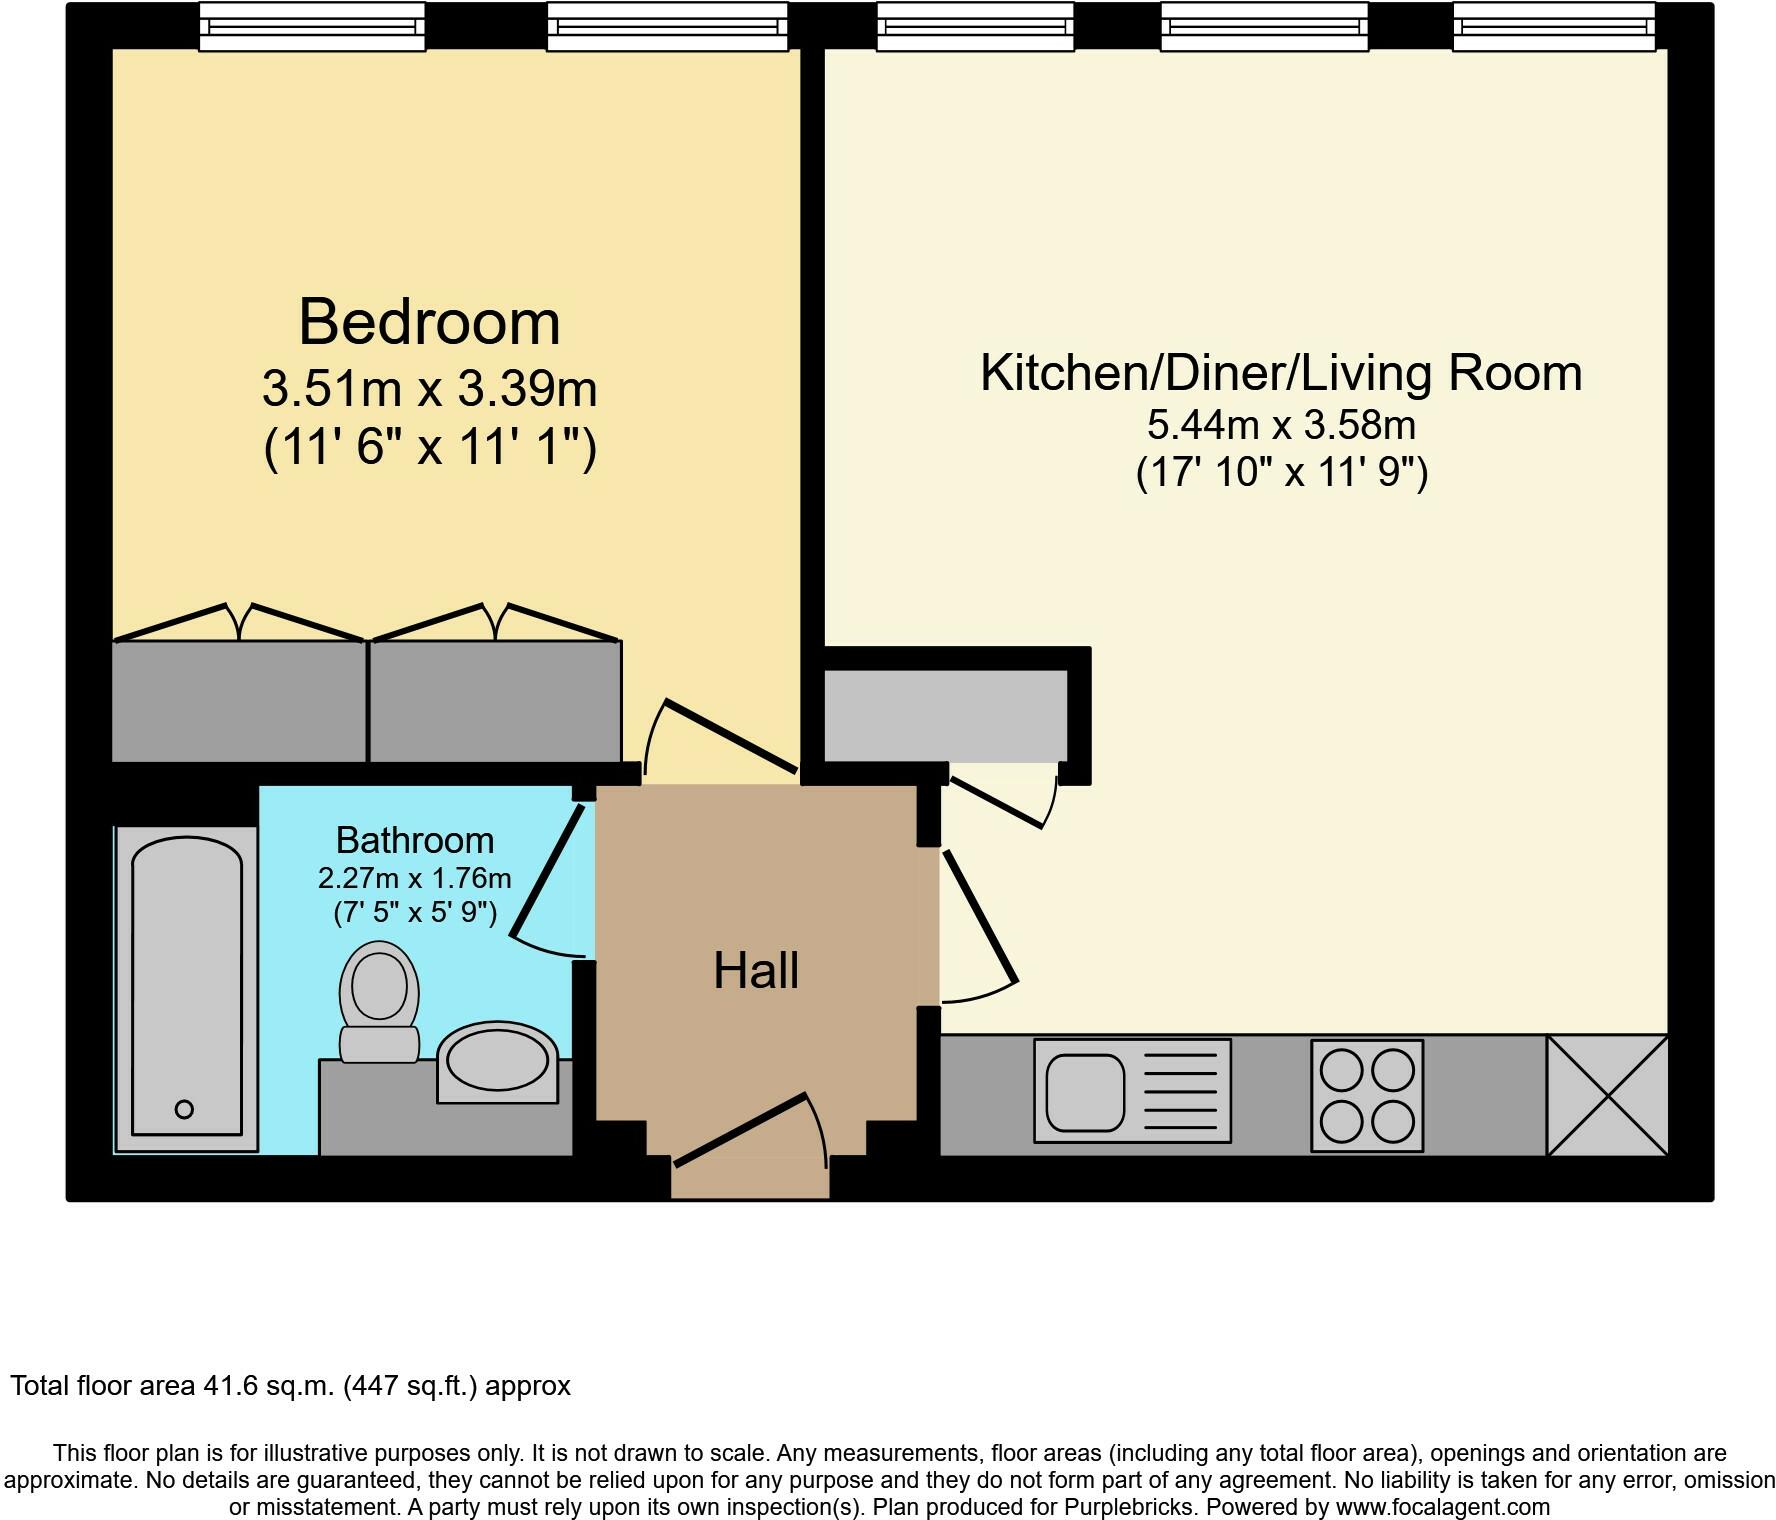 Bedroom
3.51m x 3.39m
(11' 6" x 11' 1")
Kitchen/Diner/Living Room
5.44m x 3.58m
(17' 10" x 11' 9")
Bathroom
2.27m x 1.76m
(7' 5" x 5' 9")
Hall
Total floor area 41.6 sq.m. (447 sq.ft.) approx
This floor plan is for illustrative purposes only. It is not drawn to scale. Any measurements, floor areas (including any total floor area), openings and orientation are
approximate. No details are guaranteed, they cannot be relied upon for any purpose and they do not form part of any agreement. No liability is taken for any error, omission
or misstatement. A party must rely upon its own inspection(s). Plan produced for Purplebricks. Powered by www.focalagent.com